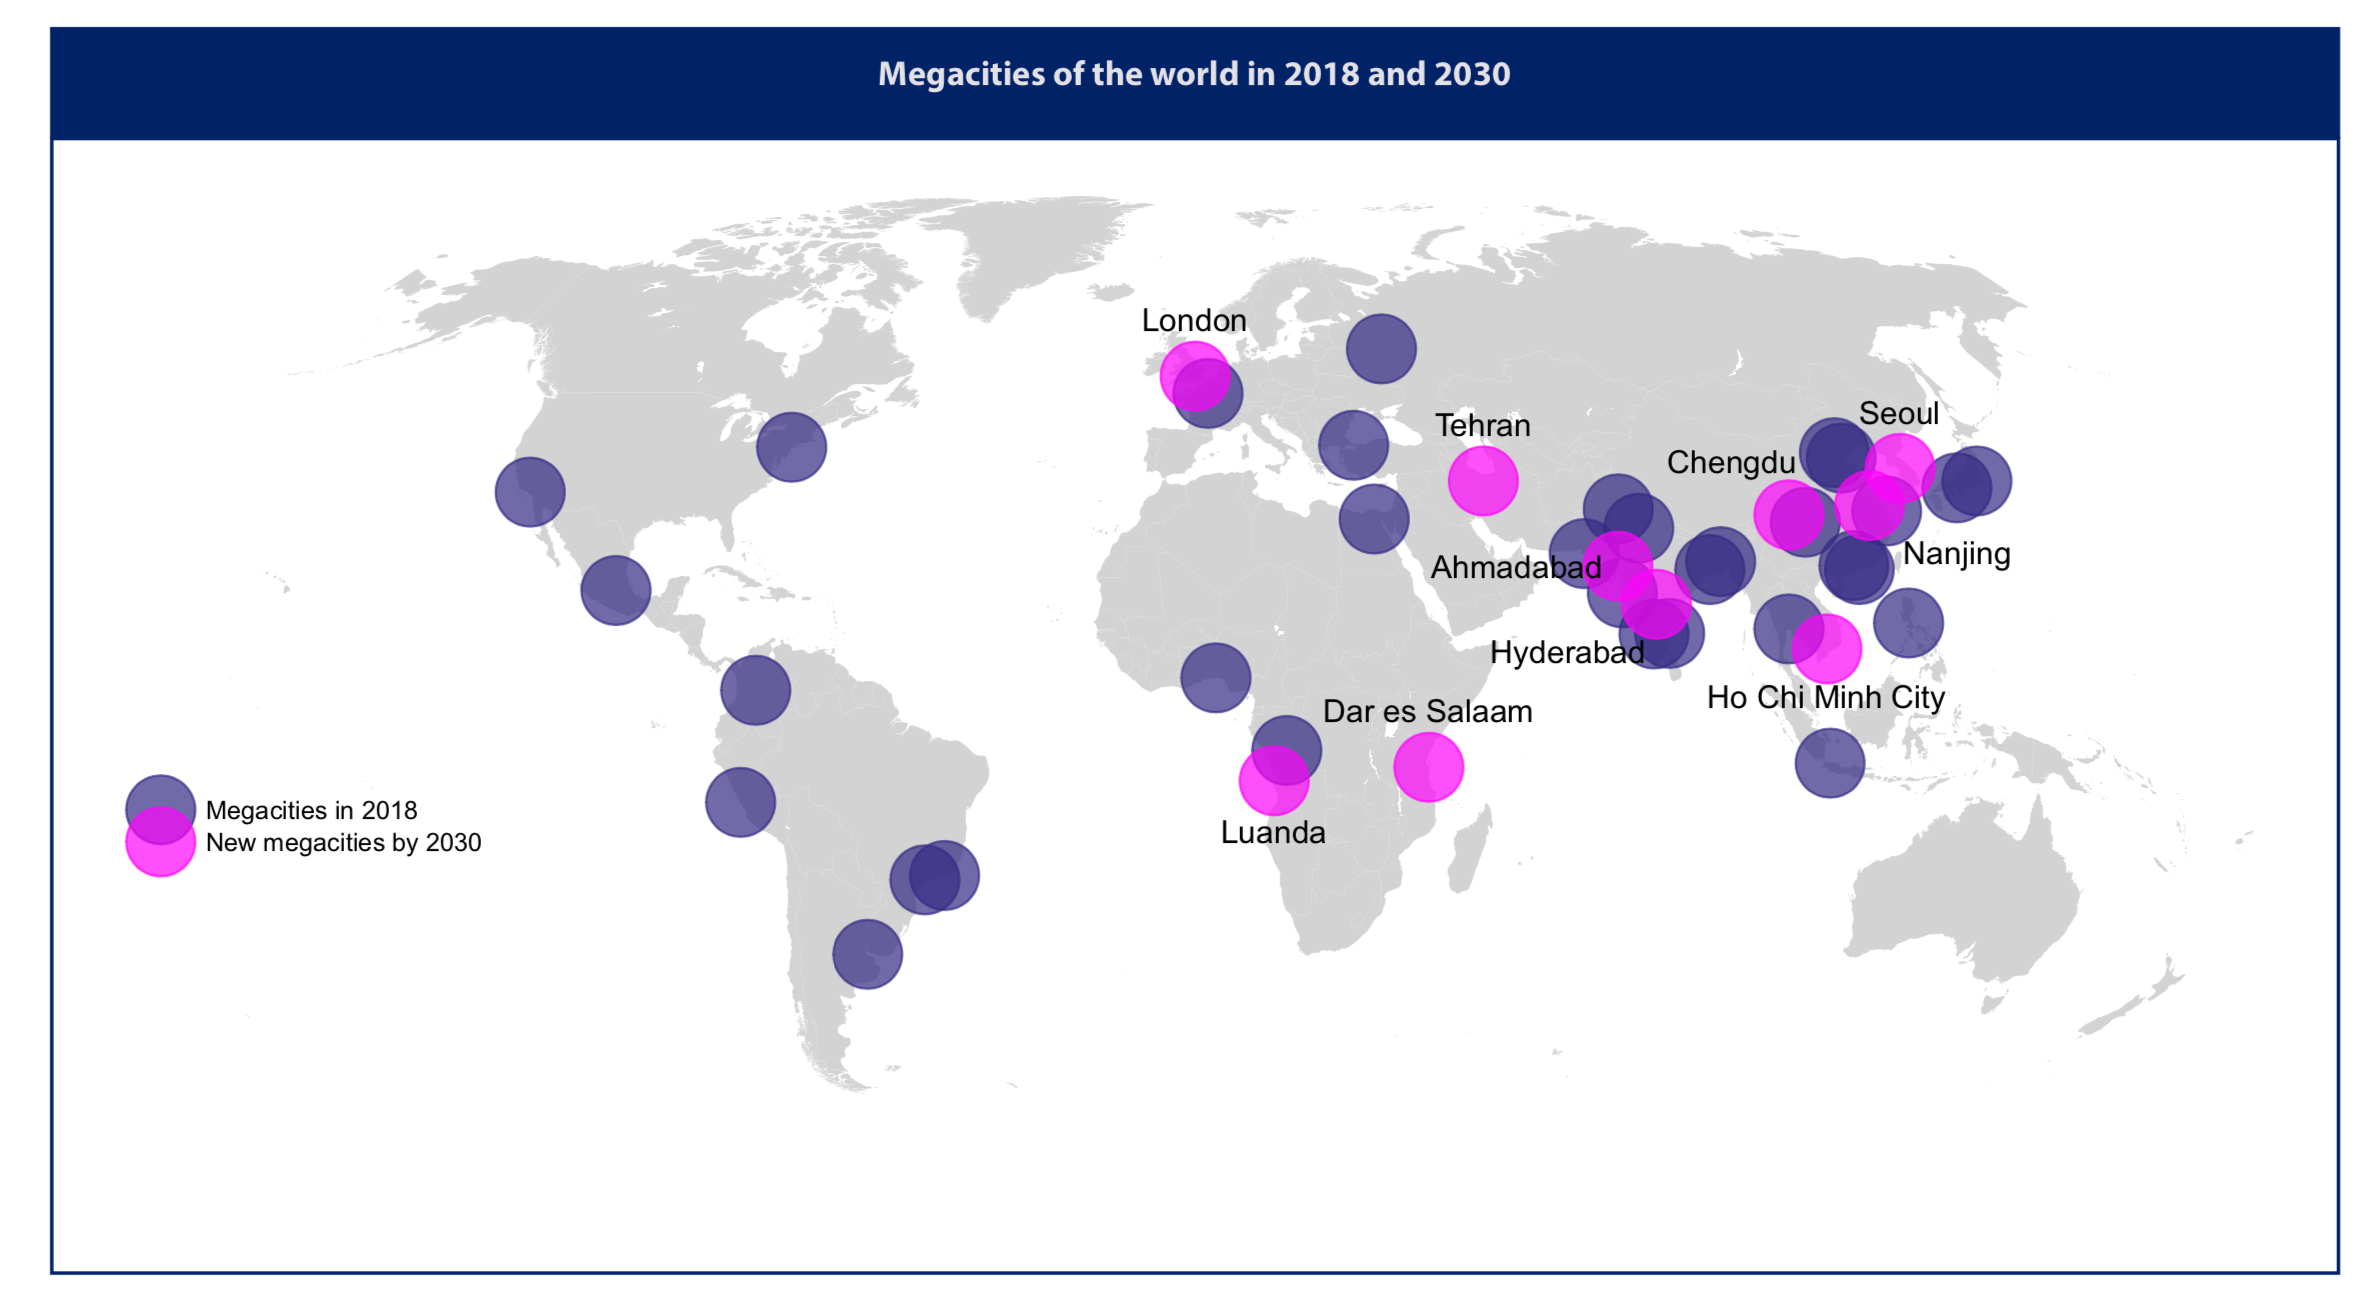 Megacities of the world in 2018 and 2030
London
Seoul
Tehran
Chengdu
Nanjing
Ahmadabad
Hyderabad
Ho Chi Minh City
Dar es Salaam
Luanda
Megacities in 2018
New megacities by 2030